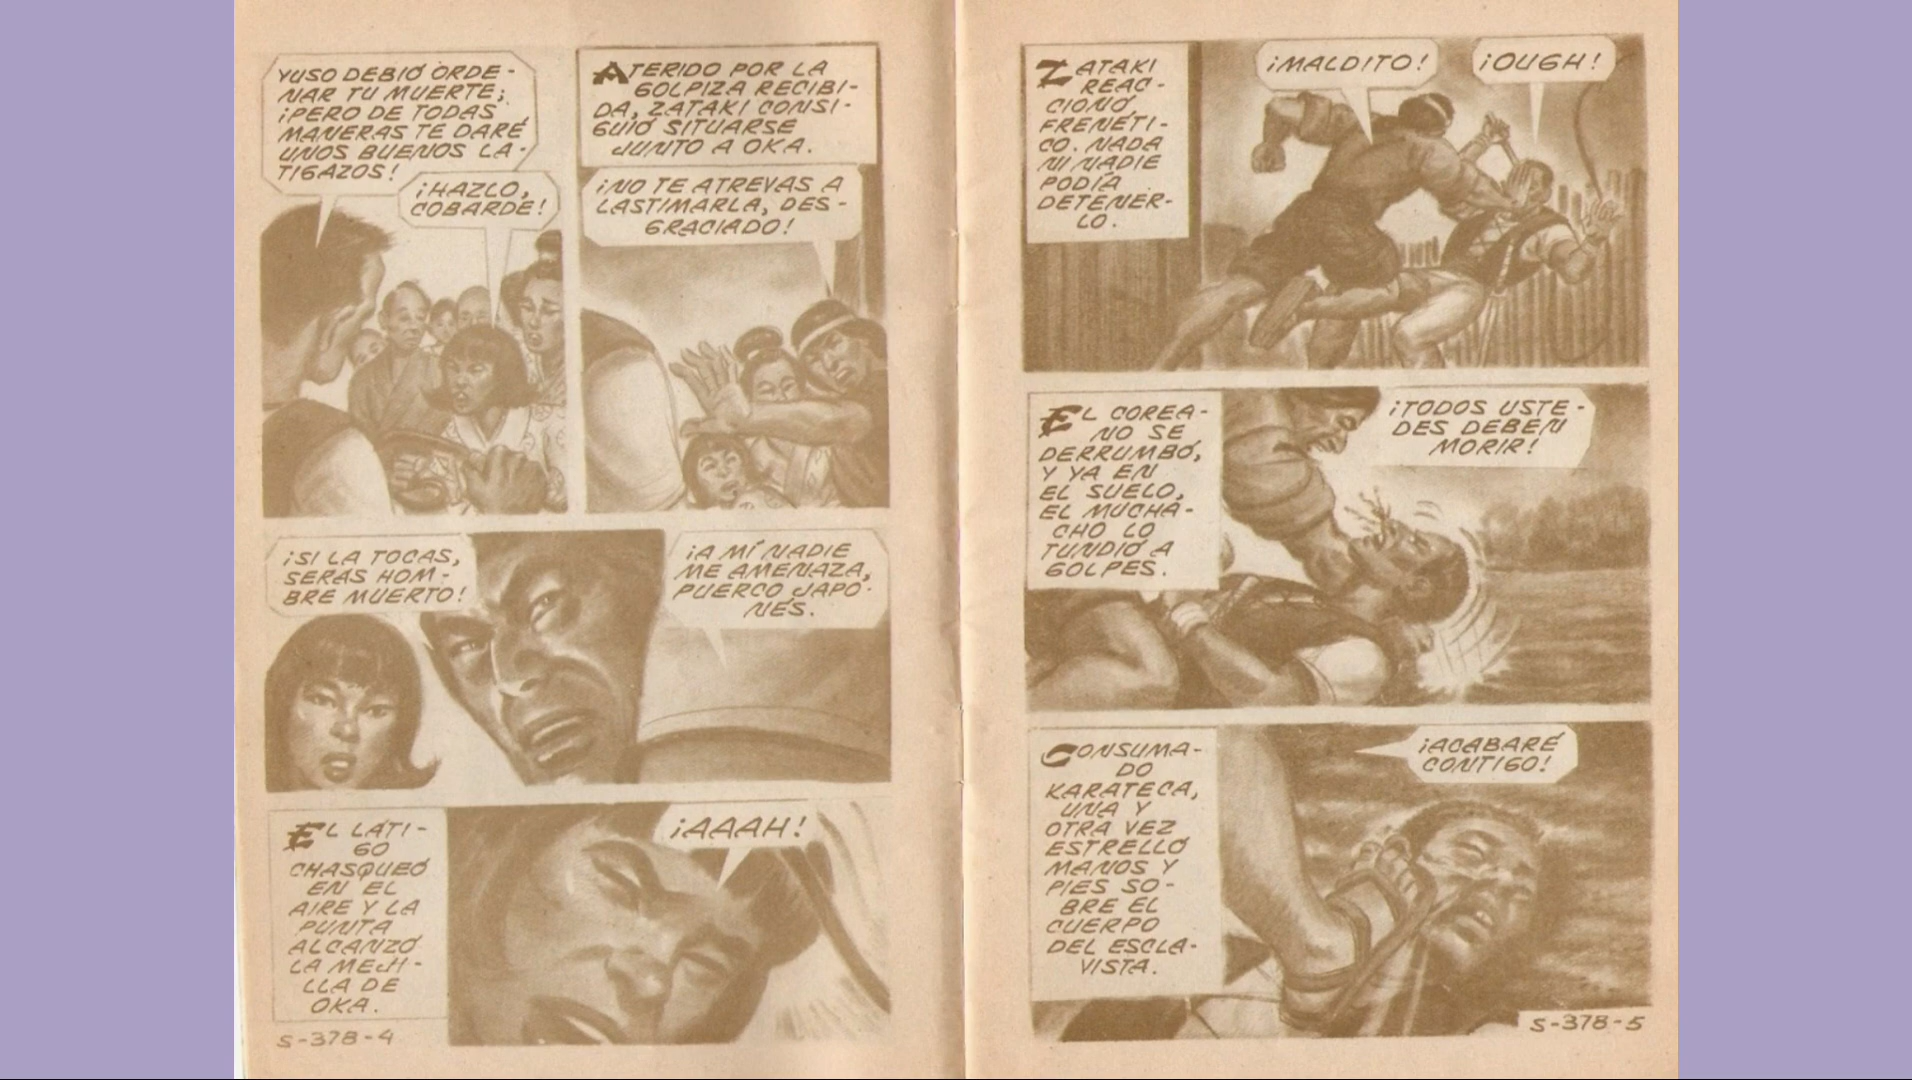 YUSO DEBIÓ ORDE-
NAR TU MUERTE;
¡PERO DE TODAS
MANERAS TE DARÉ
UNOS BUENOS LA-
TIGAZOS!
¡HAZLO,
COBARDE!
ATERIDO POR LA
GOLPIZA RECIBI-
DA, ZATAKI CONSI-
GUIÓ SITUARSE
JUNTO A OKA.
¡NO TE ATREVAS A
LASTIMARLA, DES-
GRACIADO!
¡SI LA TOCAS,
SERÁS HOM-
BRE MUERTO!
¡A MÍ NADIE
ME AMENAZA,
PUERCO JAPO-
NÉS.
EL LÁTI-
GO
CHASQUEÓ
EN EL
AIRE Y LA
PUNTA
ALCANZÓ
LA MEJI-
LLA DE
OKA.
¡AAAH!
S-378-4
ZATAKI
REAC-
CIONÓ,
FRENÉTI-
CO. NADA
NI NADIE
PODÍA
DETENER-
LO.
¡MALDITO!
¡OUGH!
EL COREA-
NO SE
DERRUMBÓ,
Y YA EN
EL SUELO,
EL MUCHA-
CHO LO
TUNDIÓ A
GOLPES.
¡TODOS USTE-
DES DEBEN
MORIR!
CONSUMA-
DO
KARATECA,
UNA Y
OTRA VEZ
ESTRELLÓ
MANOS Y
PIES SO-
BRE EL
CUERPO
DEL ESCLA-
VISTA.
¡ACABARÉ
CONTIGO!
S-378-5